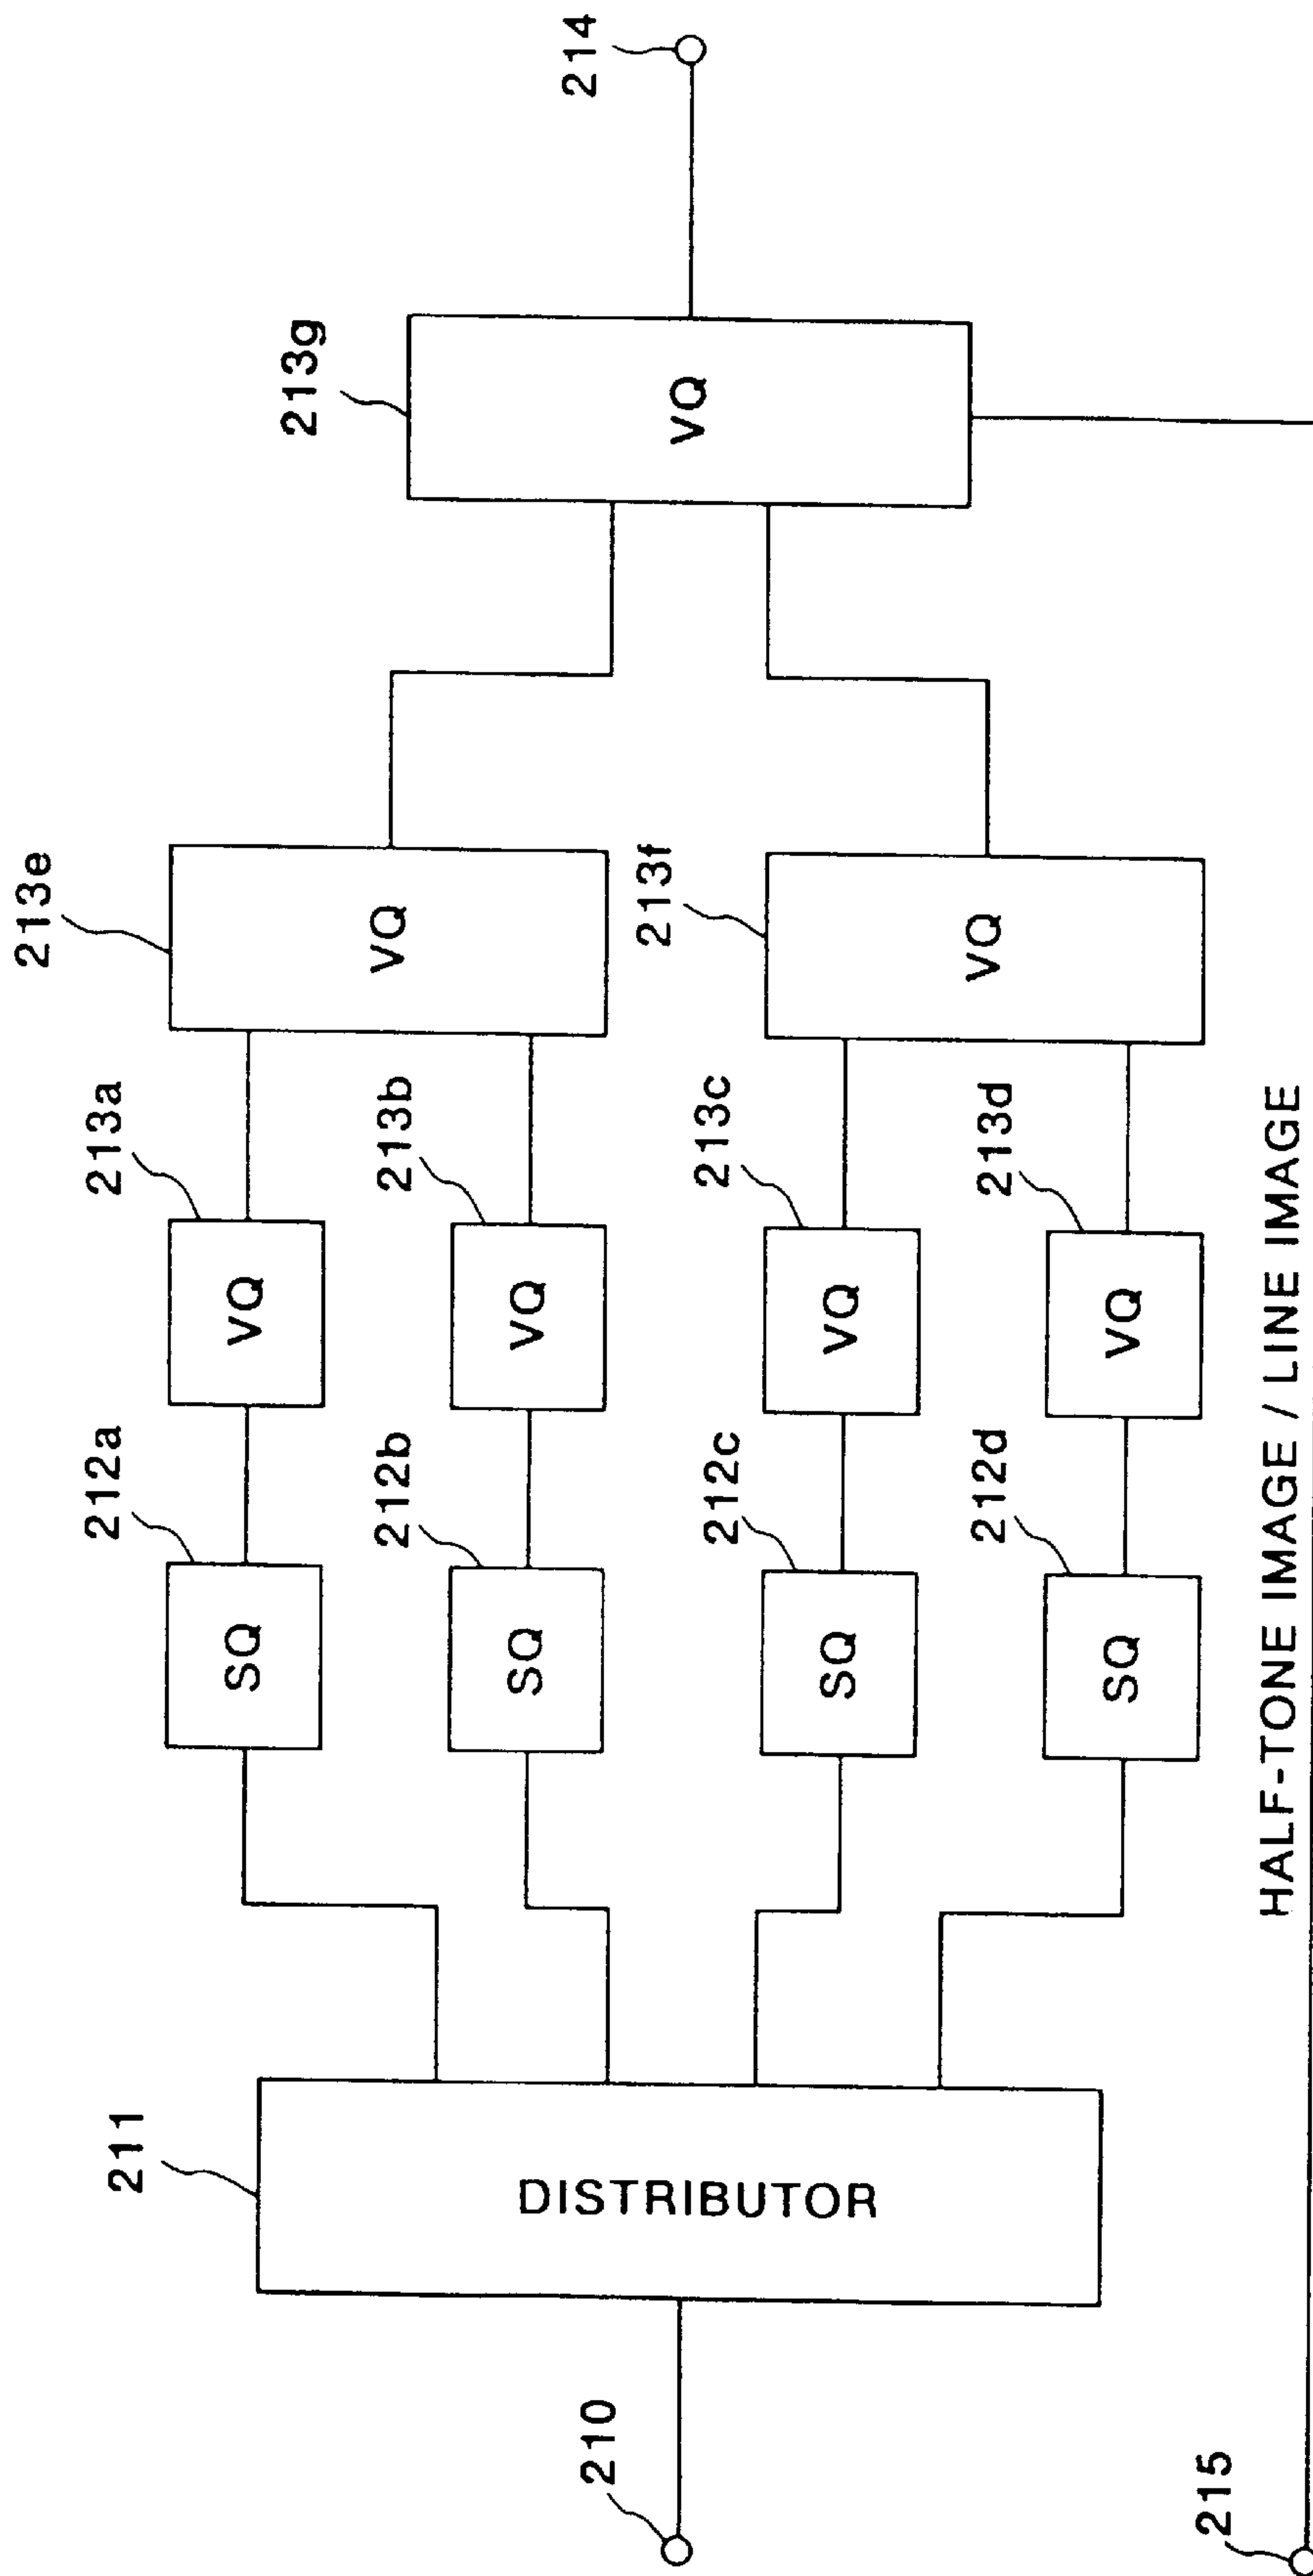 210
211
DISTRIBUTOR
212a
SQ
212b
SQ
212c
SQ
212d
SQ
213a
VQ
213b
VQ
213c
VQ
213d
VQ
213e
VQ
213f
VQ
213g
VQ
214
215
HALF-TONE IMAGE / LINE IMAGE